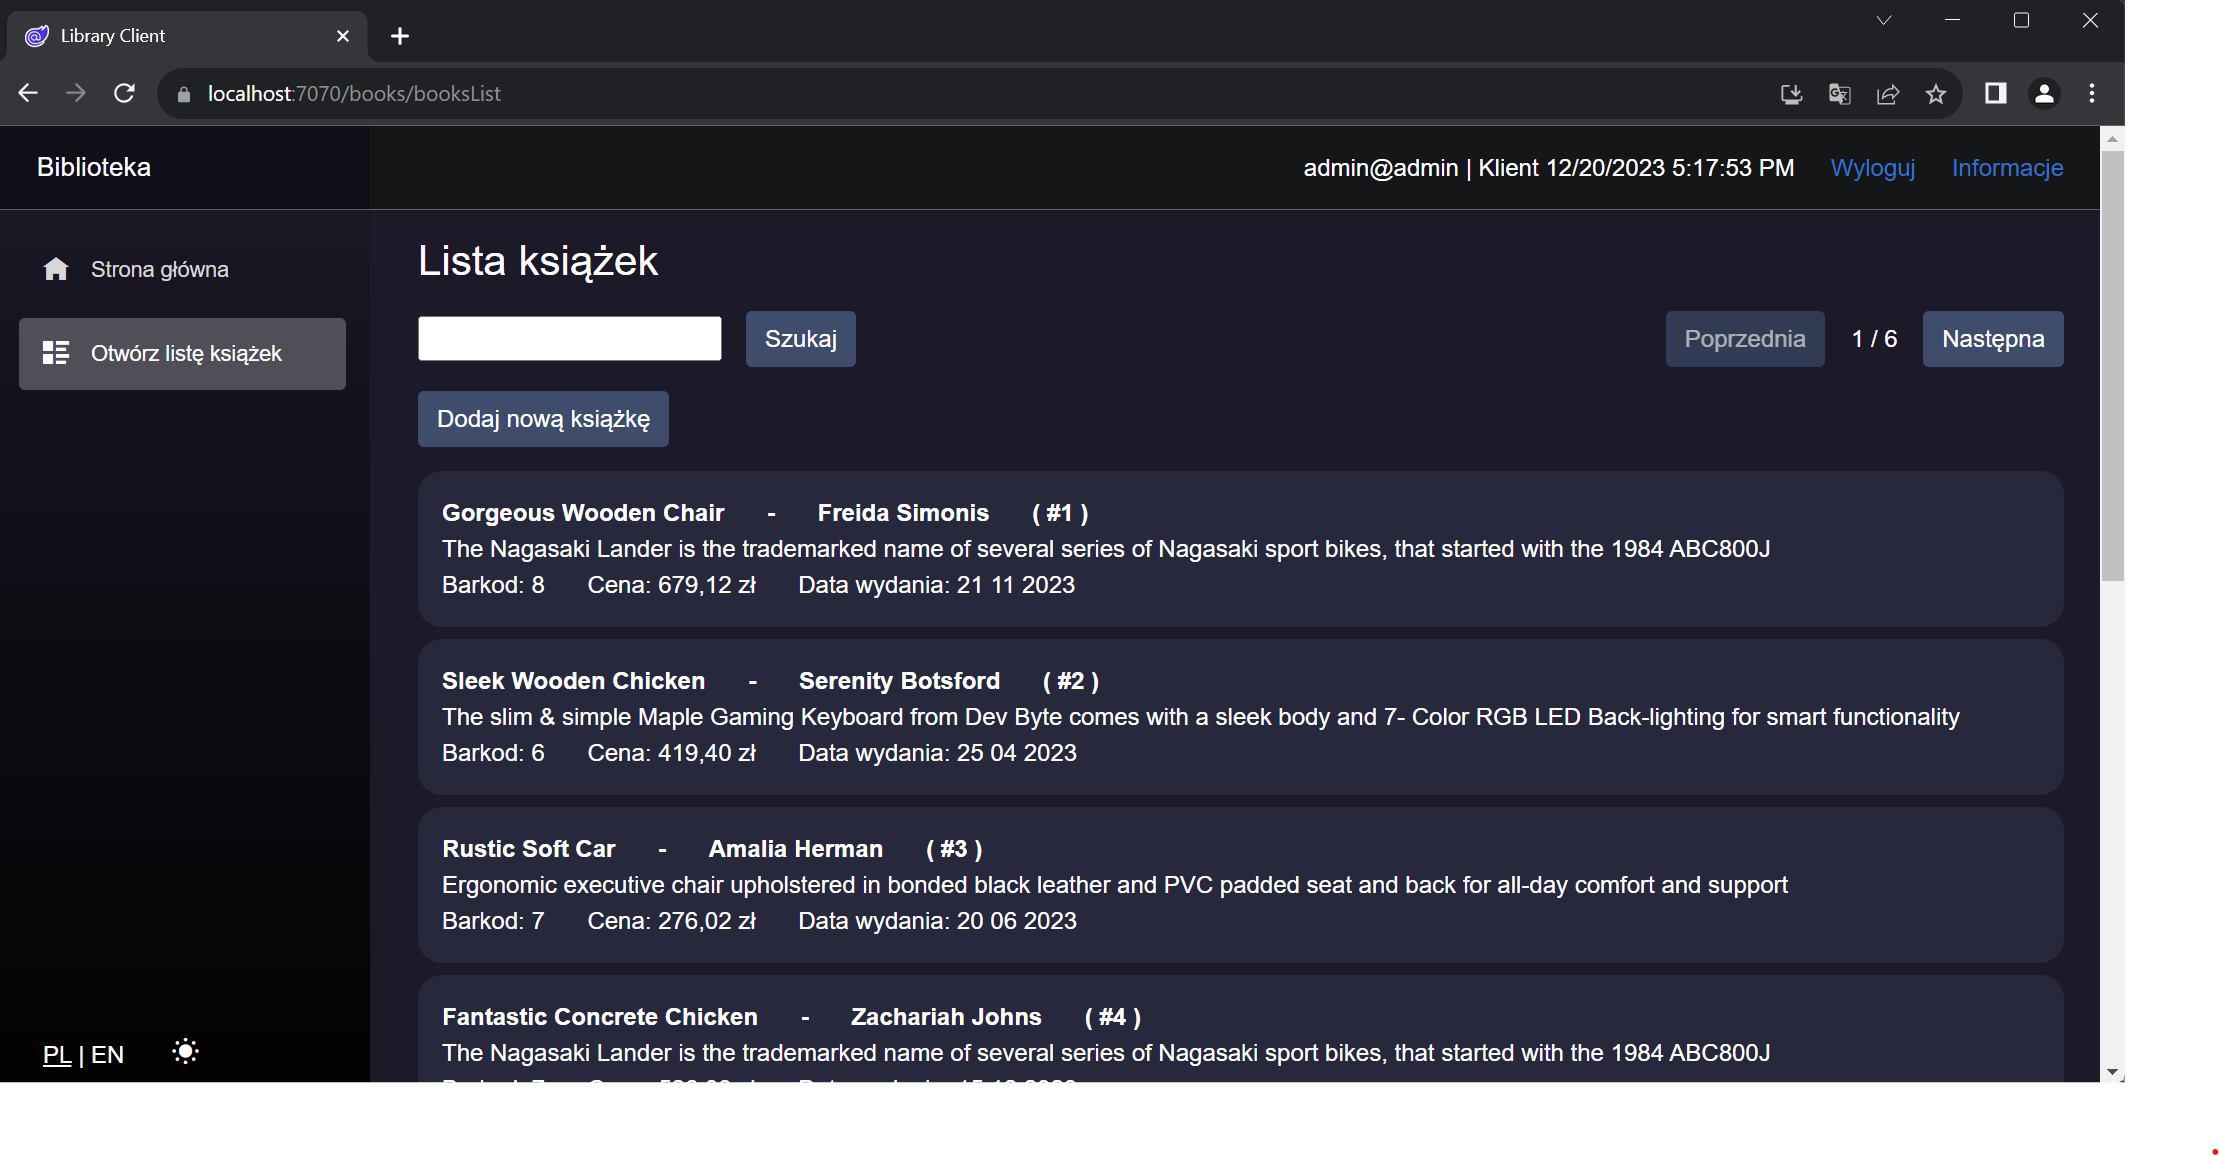 Library Client
localhost:7070/books/booksList
Biblioteka
admin@admin | Klient 12/20/2023 5:17:53 PM Wyloguj Informacje
Strona główna
Otwórz listę książek
PL | EN
Lista książek
Szukaj
Poprzednia 1 / 6 Następna
Dodaj nową książkę
Gorgeous Wooden Chair - Freida Simonis ( #1 )
The Nagasaki Lander is the trademarked name of several series of Nagasaki sport bikes, that started with the 1984 ABC800J
Barkod: 8 Cena: 679,12 zł Data wydania: 21 11 2023
Sleek Wooden Chicken - Serenity Botsford ( #2 )
The slim & simple Maple Gaming Keyboard from Dev Byte comes with a sleek body and 7- Color RGB LED Back-lighting for smart functionality
Barkod: 6 Cena: 419,40 zł Data wydania: 25 04 2023
Rustic Soft Car - Amalia Herman ( #3 )
Ergonomic executive chair upholstered in bonded black leather and PVC padded seat and back for all-day comfort and support
Barkod: 7 Cena: 276,02 zł Data wydania: 20 06 2023
Fantastic Concrete Chicken - Zachariah Johns ( #4 )
The Nagasaki Lander is the trademarked name of several series of Nagasaki sport bikes, that started with the 1984 ABC800J